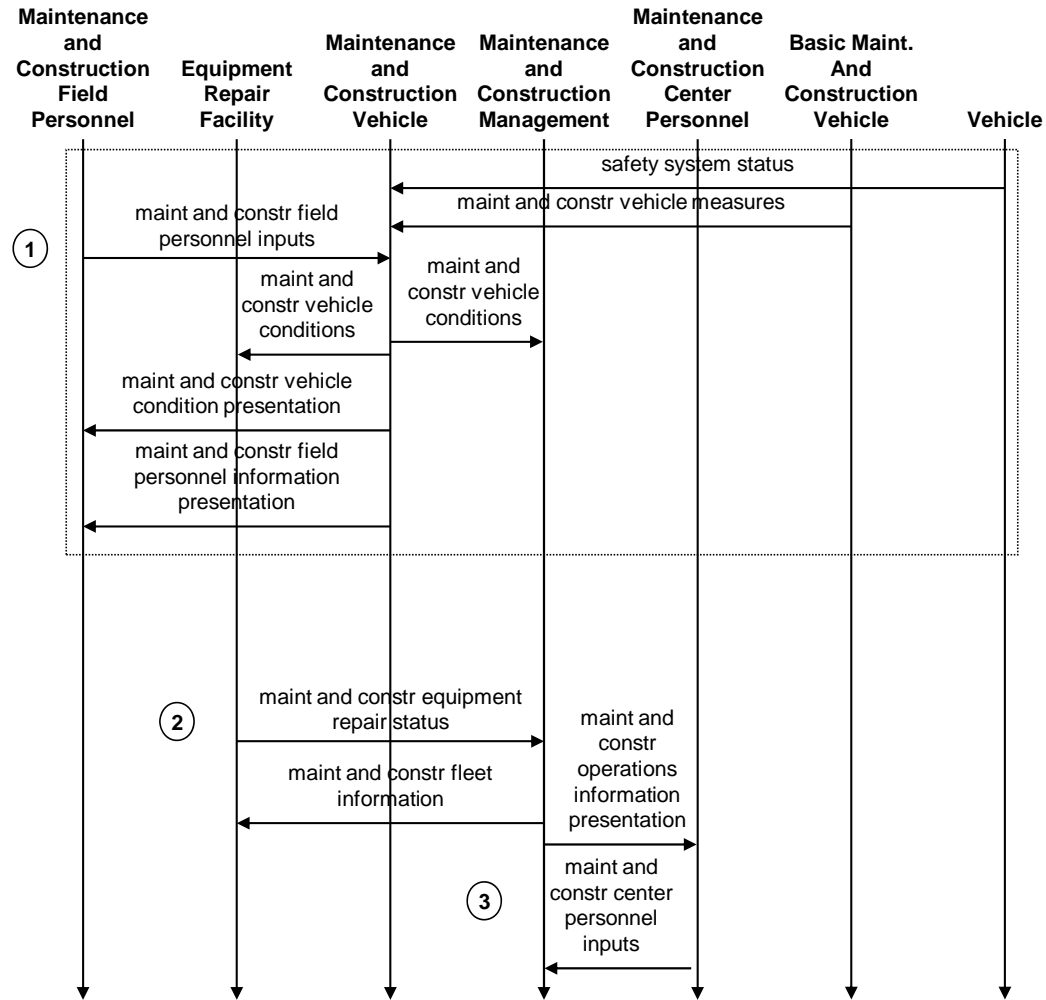 Maintenance
and
Construction
Field
Personnel
Equipment
Repair
Facility
Maintenance
and
Construction
Vehicle
Maintenance
and
Construction
Management
Maintenance
and
Construction
Center
Personnel
Basic Maint.
And
Construction
Vehicle
Vehicle
safety system status
maint and constr vehicle measures
1
maint and constr field
personnel inputs
maint and
constr vehicle
conditions
maint and
constr vehicle
conditions
maint and constr vehicle
condition presentation
maint and constr field
personnel information
presentation
2
maint and constr equipment
repair status
maint and constr fleet
information
maint and
constr
operations
information
presentation
3
maint and
constr center
personnel
inputs